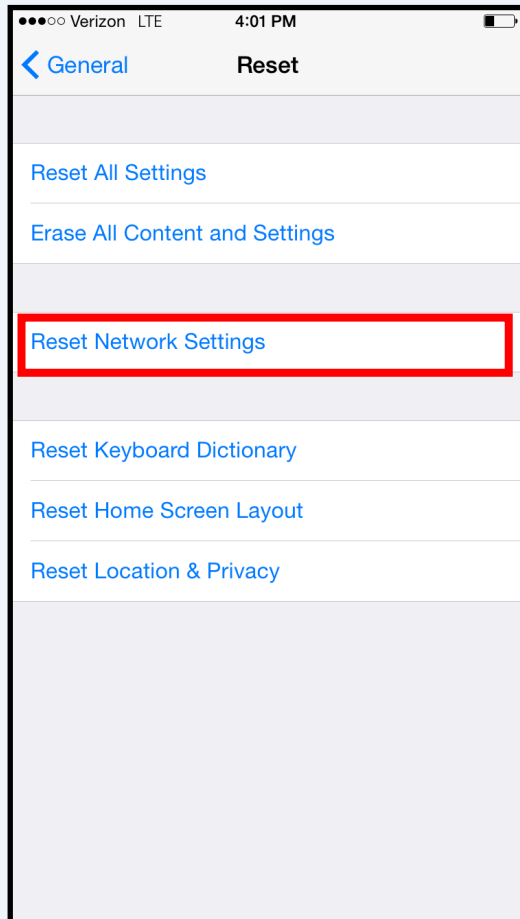 ●●●○○ Verizon LTE 4:01 PM
General Reset
Reset All Settings
Erase All Content and Settings
Reset Network Settings
Reset Keyboard Dictionary
Reset Home Screen Layout
Reset Location & Privacy